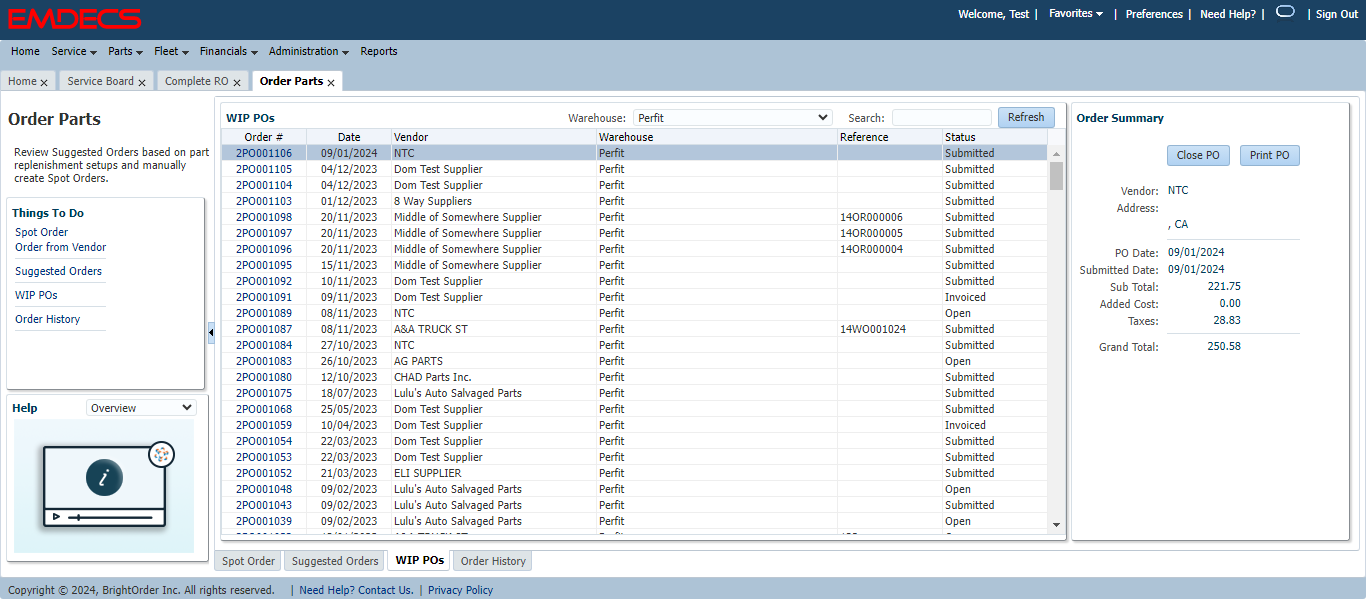 EMDECS
Welcome, Test | Favorites | Preferences | Need Help? | | Sign Out
Home Service Parts Fleet Financials Administration Reports
Home x Service Board x Complete RO x Order Parts x
Order Parts
Review Suggested Orders based on part
replenishment setups and manually
create Spot Orders.
Things To Do
Spot Order
Order from Vendor
Suggested Orders
WIP POs
Order History
Help Overview
i
WIP POs Warehouse: Perfit Search: Refresh
Order # Date Vendor Warehouse Reference Status
2PO001106 09/01/2024 NTC Perfit Submitted
2PO001105 04/12/2023 Dom Test Supplier Perfit Submitted
2PO001104 04/12/2023 Dom Test Supplier Perfit Submitted
2PO001103 01/12/2023 8 Way Suppliers Perfit Submitted
2PO001098 20/11/2023 Middle of Somewhere Supplier Perfit 14OR000006 Submitted
2PO001097 20/11/2023 Middle of Somewhere Supplier Perfit 14OR000005 Submitted
2PO001096 20/11/2023 Middle of Somewhere Supplier Perfit 14OR000004 Submitted
2PO001095 15/11/2023 Middle of Somewhere Supplier Perfit Submitted
2PO001092 10/11/2023 Dom Test Supplier Perfit Submitted
2PO001091 09/11/2023 Dom Test Supplier Perfit Invoiced
2PO001089 08/11/2023 NTC Perfit Open
2PO001087 08/11/2023 A&A TRUCK ST Perfit 14WO001024 Submitted
2PO001084 27/10/2023 NTC Perfit Submitted
2PO001083 26/10/2023 AG PARTS Perfit Open
2PO001080 12/10/2023 CHAD Parts Inc. Perfit Submitted
2PO001075 18/07/2023 Lulu's Auto Salvaged Parts Perfit Submitted
2PO001068 25/05/2023 Dom Test Supplier Perfit Submitted
2PO001059 10/04/2023 Dom Test Supplier Perfit Invoiced
2PO001054 22/03/2023 Dom Test Supplier Perfit Submitted
2PO001053 22/03/2023 Dom Test Supplier Perfit Submitted
2PO001052 21/03/2023 ELI SUPPLIER Perfit Submitted
2PO001048 09/02/2023 Lulu's Auto Salvaged Parts Perfit Open
2PO001043 09/02/2023 Lulu's Auto Salvaged Parts Perfit Submitted
2PO001039 09/02/2023 Lulu's Auto Salvaged Parts Perfit Open
Spot Order Suggested Orders WIP POs Order History
Order Summary
Close PO Print PO
Vendor: NTC
Address:
, CA
PO Date: 09/01/2024
Submitted Date: 09/01/2024
Sub Total: 221.75
Added Cost: 0.00
Taxes: 28.83
Grand Total: 250.58
Copyright © 2024, BrightOrder Inc. All rights reserved. | Need Help? Contact Us. | Privacy Policy